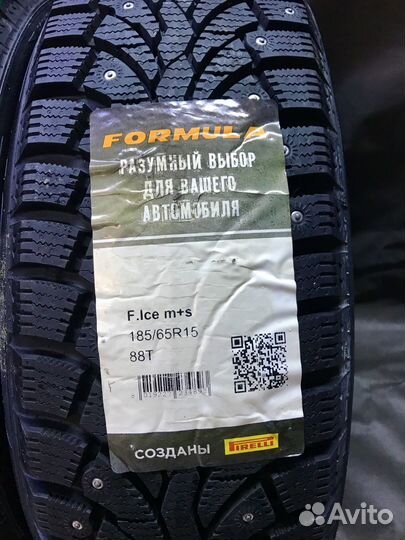 FORMULA
РАЗУМНЫЙ ВЫБОР
ДЛЯ ВАШЕГО
АВТОМОБИЛЯ
F.Ice m+s
185/65R15
88T
СОЗДАНЫ PIRELLI
Avito